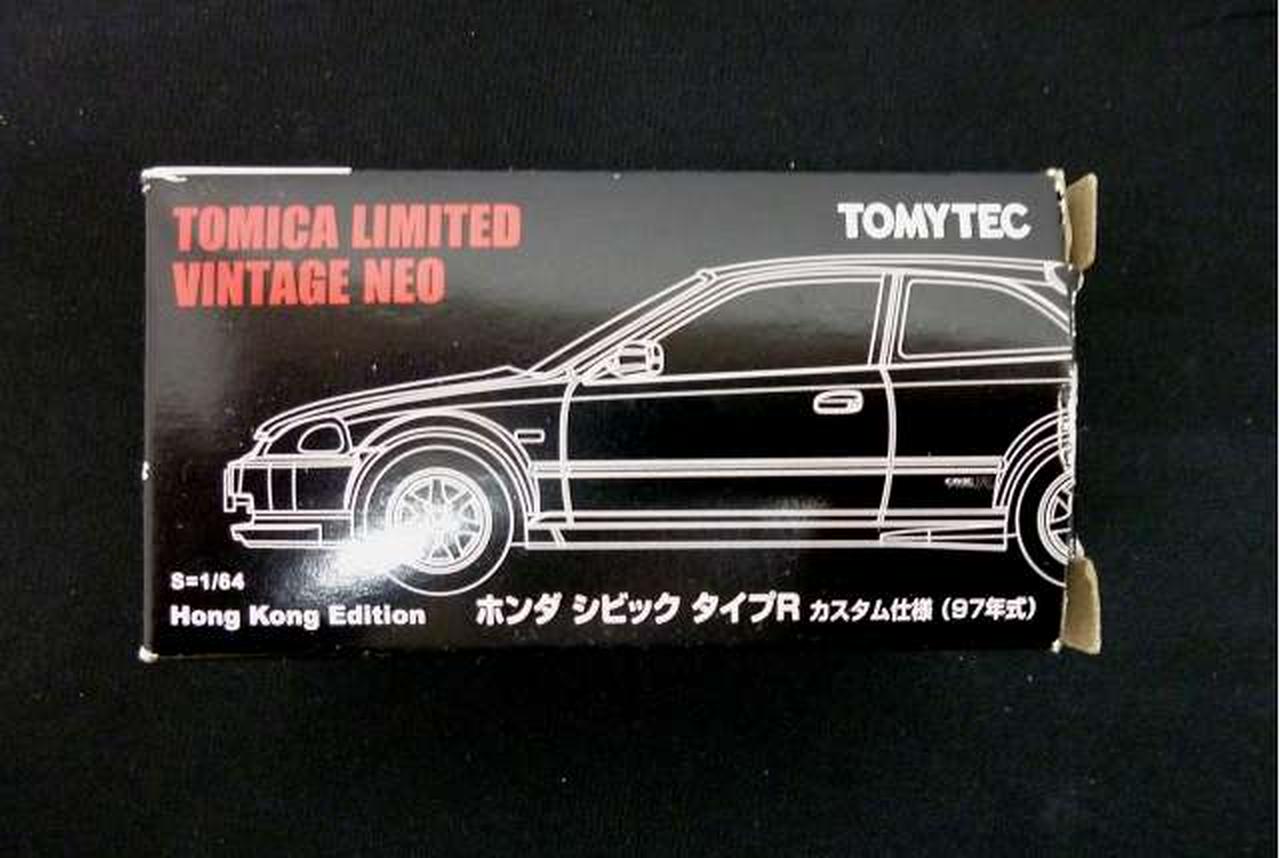 TOMICA LIMITED
VINTAGE NEO
TOMYTEC
S=1/64
Hong Kong Edition
ホンダ シビック タイプR カスタム仕様（97年式）